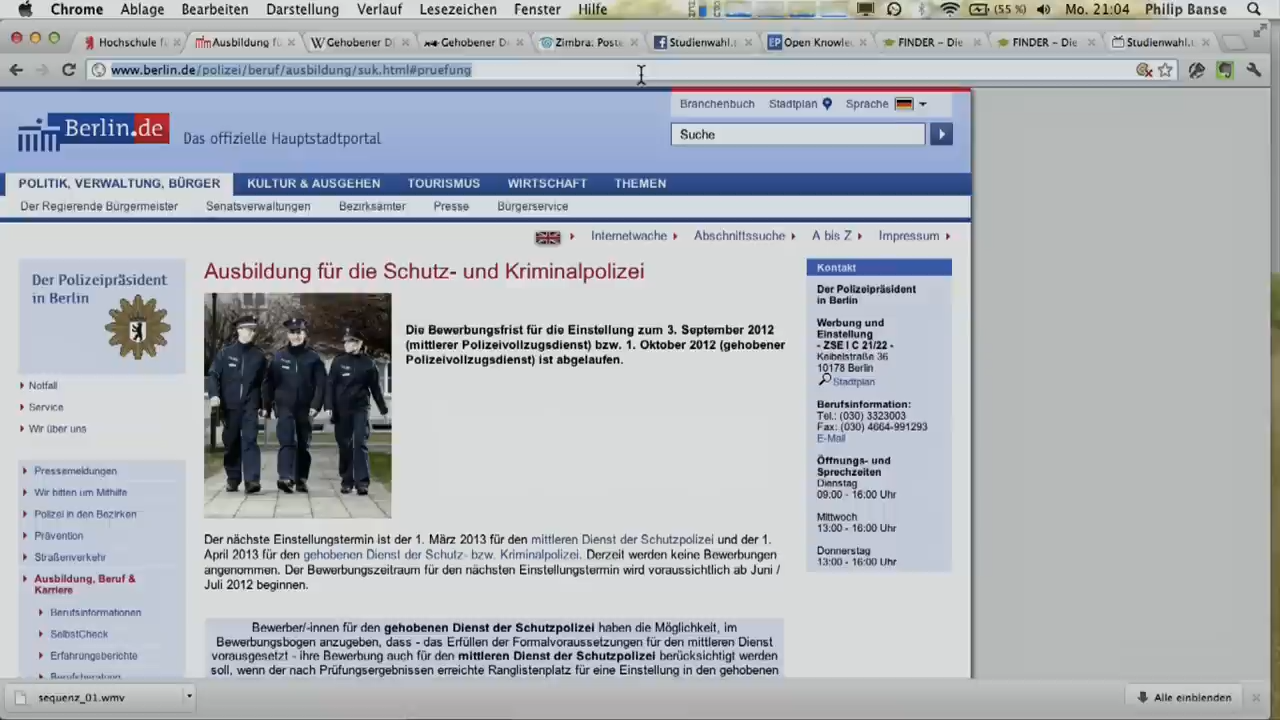 Chrome Ablage Bearbeiten Darstellung Verlauf Lesezeichen Fenster Hilfe (55 %) Mo. 21:04 Philip Banse
Hochschule f Ausbildung fü Gehobener D Gehobener D Zimbra: Poste Studienwahl. Open Knowle FINDER – Die FINDER – Die Studienwahl.
www.berlin.de/polizei/beruf/ausbildung/suk.html#pruefung
Branchenbuch Stadtplan Sprache
Berlin.de Das offizielle Hauptstadtportal
Suche
POLITIK, VERWALTUNG, BÜRGER KULTUR & AUSGEHEN TOURISMUS WIRTSCHAFT THEMEN
Der Regierende Bürgermeister Senatsverwaltungen Bezirksämter Presse Bürgerservice
Internetwache Abschnittssuche A bis Z Impressum
Der Polizeipräsident
in Berlin
Notfall
Service
Wir über uns
Pressemeldungen
Wir bitten um Mithilfe
Polizei in den Bezirken
Prävention
Straßenverkehr
Ausbildung, Beruf &
Karriere
Berufsinformationen
SelbstCheck
Erfahrungsberichte
Berufsberatung
Ausbildung für die Schutz- und Kriminalpolizei
Die Bewerbungsfrist für die Einstellung zum 3. September 2012
(mittlerer Polizeivollzugsdienst) bzw. 1. Oktober 2012 (gehobener
Polizeivollzugsdienst) ist abgelaufen.
Der nächste Einstellungstermin ist der 1. März 2013 für den mittleren Dienst der Schutzpolizei und der 1.
April 2013 für den gehobenen Dienst der Schutz- bzw. Kriminalpolizei. Derzeit werden keine Bewerbungen
angenommen. Der Bewerbungszeitraum für den nächsten Einstellungstermin wird voraussichtlich ab Juni /
Juli 2012 beginnen.
Bewerber/-innen für den gehobenen Dienst der Schutzpolizei haben die Möglichkeit, im
Bewerbungsbogen anzugeben, dass - das Erfüllen der Formalvoraussetzungen für den mittleren Dienst
vorausgesetzt - ihre Bewerbung auch für den mittleren Dienst der Schutzpolizei berücksichtigt werden
soll, wenn der nach Prüfungsergebnissen erreichte Ranglistenplatz für eine Einstellung in den gehobenen
Kontakt
Der Polizeipräsident
in Berlin
Werbung und
Einstellung
- ZSE I C 21/22 -
Keibelstraße 36
10178 Berlin
Stadtplan
Berufsinformation:
Tel.: (030) 3323003
Fax: (030) 4664-991293
E-Mail
Öffnungs- und
Sprechzeiten
Dienstag
09:00 - 16:00 Uhr
Mittwoch
13:00 - 16:00 Uhr
Donnerstag
13:00 - 16:00 Uhr
sequenz_01.wmv
Alle einblenden